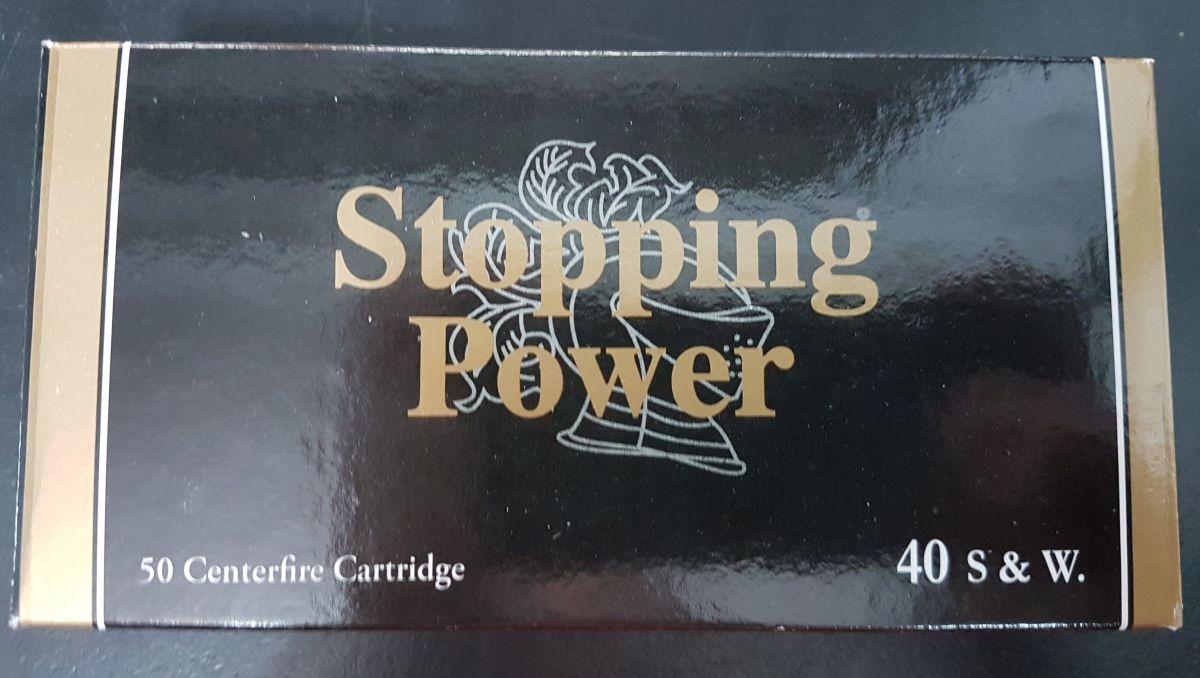 Stopping
Power
50 Centerfire Cartridge
40 S & W.